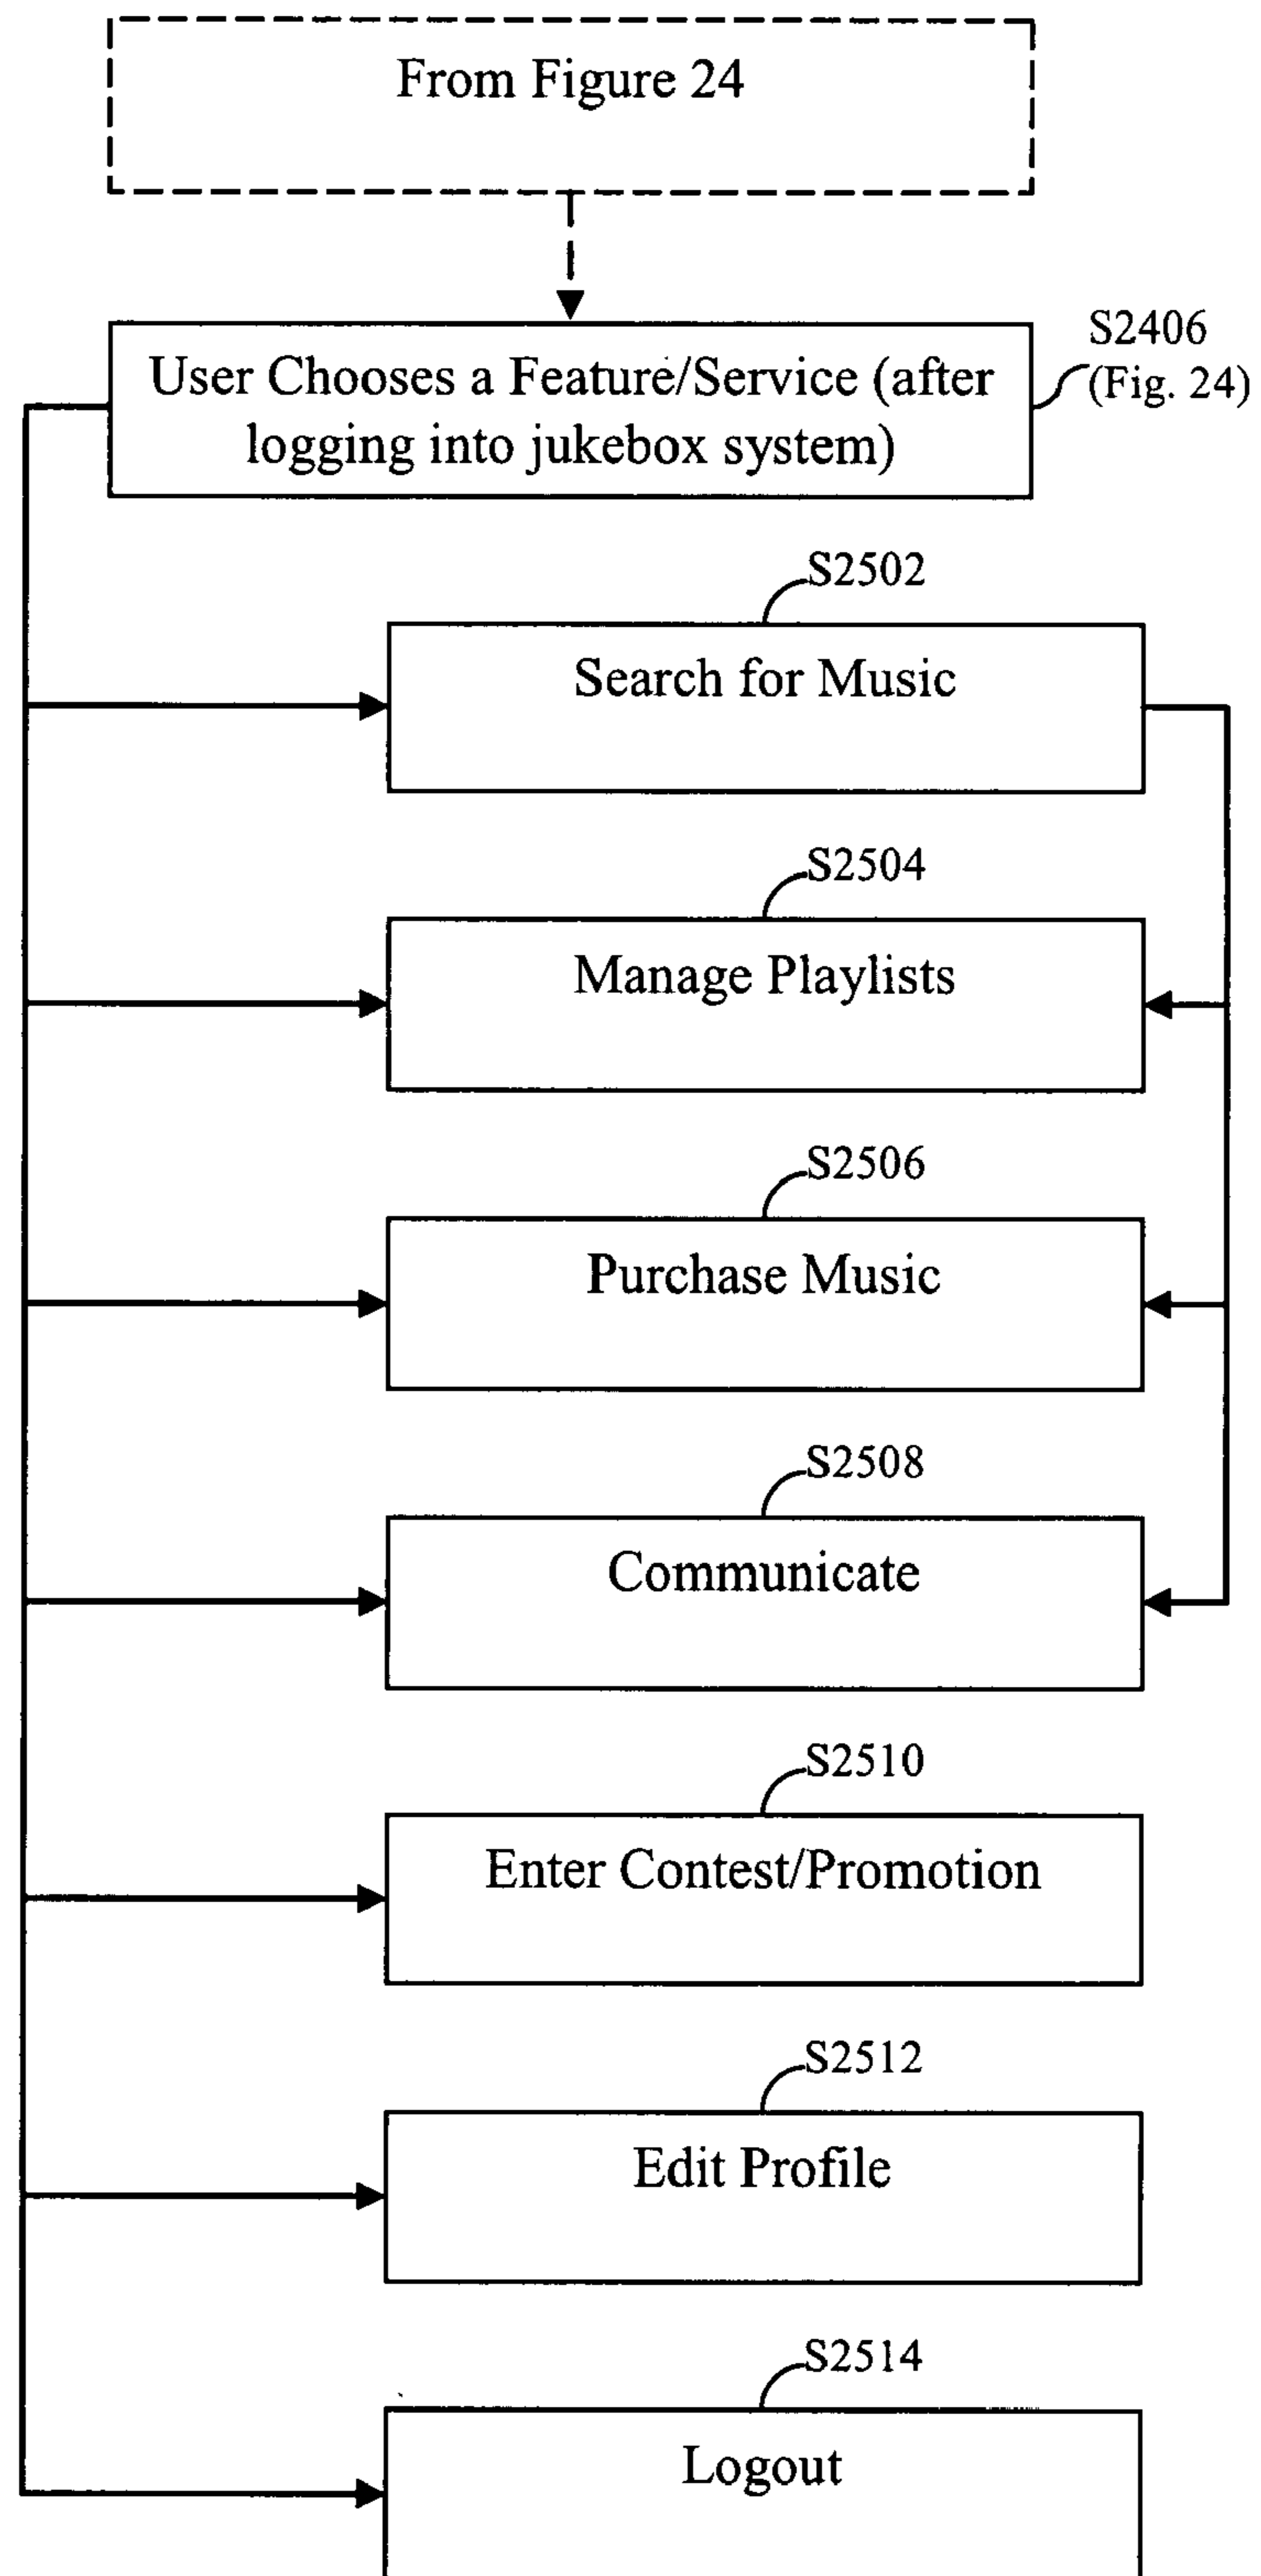 From Figure 24
User Chooses a Feature/Service (after
logging into jukebox system)
S2406
(Fig. 24)
S2502
Search for Music
S2504
Manage Playlists
S2506
Purchase Music
S2508
Communicate
S2510
Enter Contest/Promotion
S2512
Edit Profile
S2514
Logout